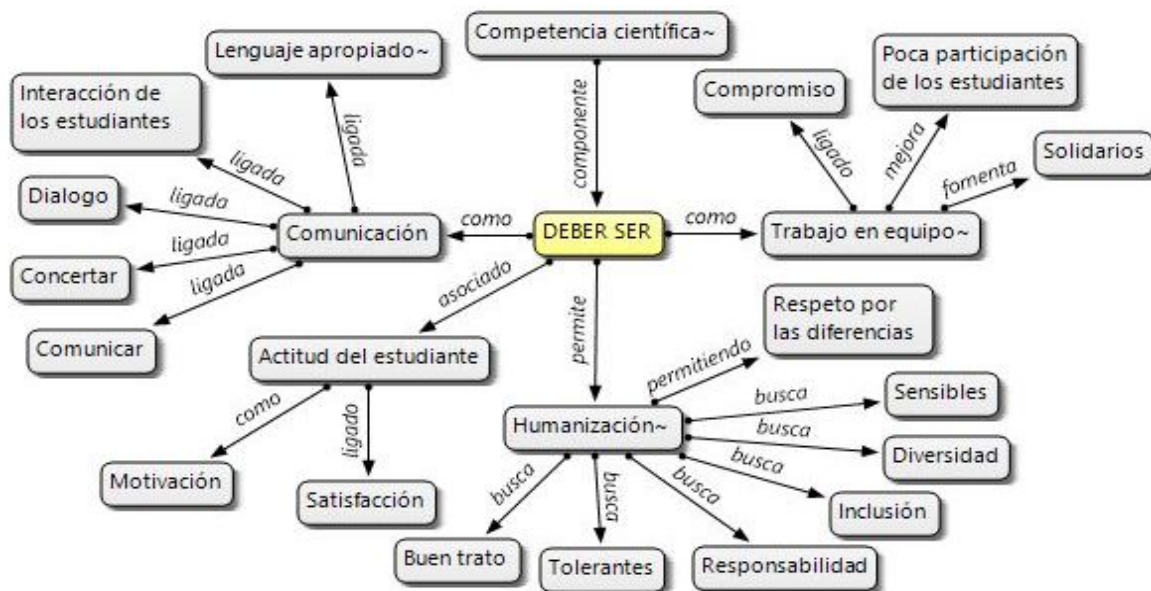 Competencia científica~
Lenguaje apropiado~
Poca participación
de los estudiantes
Interacción de
los estudiantes
Compromiso
componente
ligada
ligado
mejora
Solidarios
ligada
fomenta
Dialogo
ligada
Comunicación
como
DEBER SER
como
Trabajo en equipo~
ligada
Concertar
ligada
asociado
Comunicar
permite
Respeto por
las diferencias
Actitud del estudiante
permitiendo
Sensibles
busca
como
Humanización~
busca
Diversidad
ligado
busca
Motivación
busca
busca
busca
Inclusión
Satisfacción
Buen trato
Tolerantes
Responsabilidad